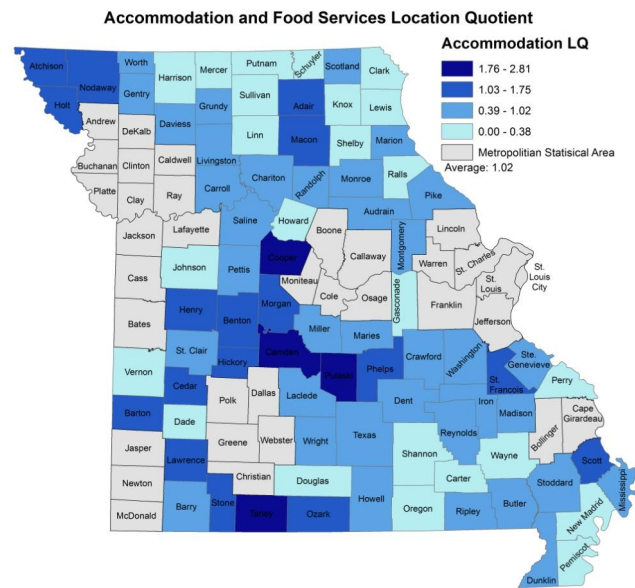 Accommodation and Food Services Location Quotient
Accommodation LQ
1.76 - 2.81
1.03 - 1.75
0.39 - 1.02
0.00 - 0.38
Metropolitan Statisical Area
Average: 1.02
Atchison
Nodaway
Worth
Harrison
Mercer
Putnam
Schuyler
Scotland
Clark
Holt
Gentry
Sullivan
Adair
Knox
Lewis
Andrew
DeKalb
Daviess
Grundy
Linn
Macon
Shelby
Marion
Buchanan
Clinton
Caldwell
Livingston
Chariton
Randolph
Monroe
Ralls
Platte
Clay
Ray
Carroll
Pike
Saline
Howard
Audrain
Jackson
Lafayette
Boone
Callaway
Montgomery
Lincoln
Warren
St. Charles
Johnson
Pettis
Cooper
Moniteau
Cole
Osage
Gasconade
Franklin
St.
Louis
St.
Louis
City
Cass
Jefferson
Bates
Henry
Benton
Morgan
Miller
Maries
St. Clair
Hickory
Camden
Pulaski
Phelps
Crawford
Washington
Ste.
Genevieve
St.
Francois
Perry
Vernon
Cedar
Polk
Dallas
Laclede
Dent
Iron
Madison
Bollinger
Cape
Girardeau
Barton
Dade
Greene
Webster
Wright
Texas
Reynolds
Wayne
Scott
Jasper
Lawrence
Christian
Douglas
Shannon
Carter
Stoddard
Mississippi
Newton
McDonald
Barry
Stone
Taney
Ozark
Howell
Oregon
Ripley
Butler
New Madrid
Pemiscot
Dunklin